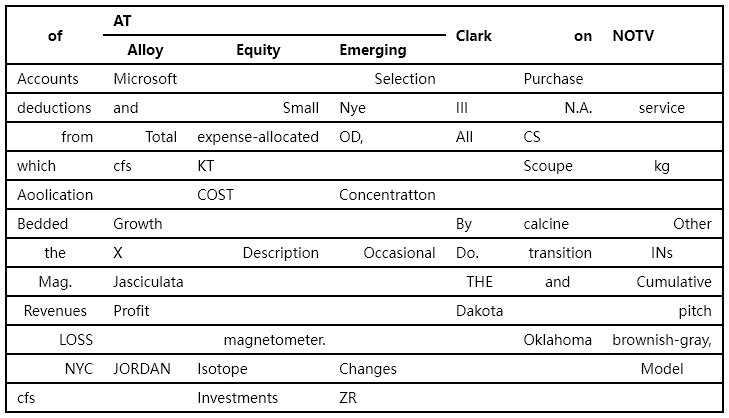 of AT Clark on NOTV
Alloy Equity Emerging
Accounts Microsoft Selection Purchase
deductions and Small Nye III N.A. service
from Total expense-allocated OD, All CS
which cfs KT Scoupe kg
Aoolication COST Concentratton
Bedded Growth By calcine Other
the X Description Occasional Do. transition INs
Mag. Jasciculata THE and Cumulative
Revenues Profit Dakota pitch
LOSS magnetometer. Oklahoma brownish-gray,
NYC JORDAN Isotope Changes Model
cfs Investments ZR